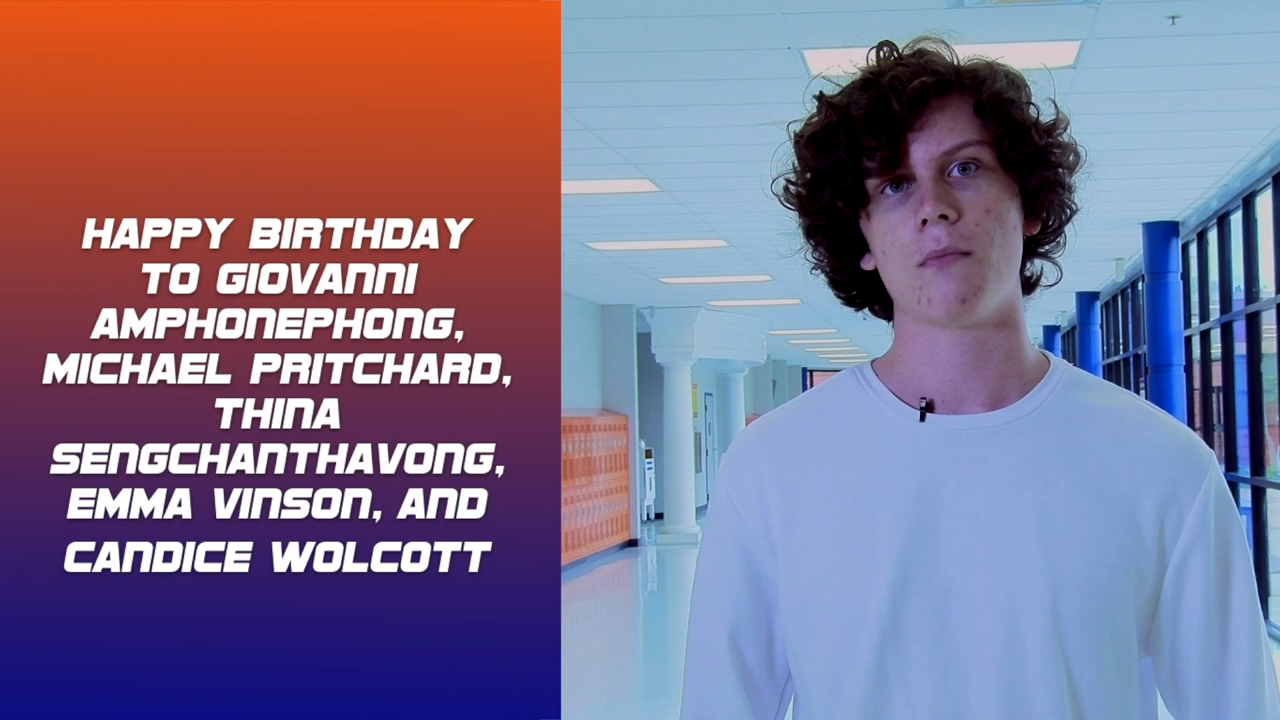 HAPPY BIRTHDAY
TO GIOVANNI
AMPHONEPHONG,
MICHAEL PRITCHARD,
THINA
SENGCHANTHAVONG,
EMMA VINSON, AND
CANDICE WOLCOTT